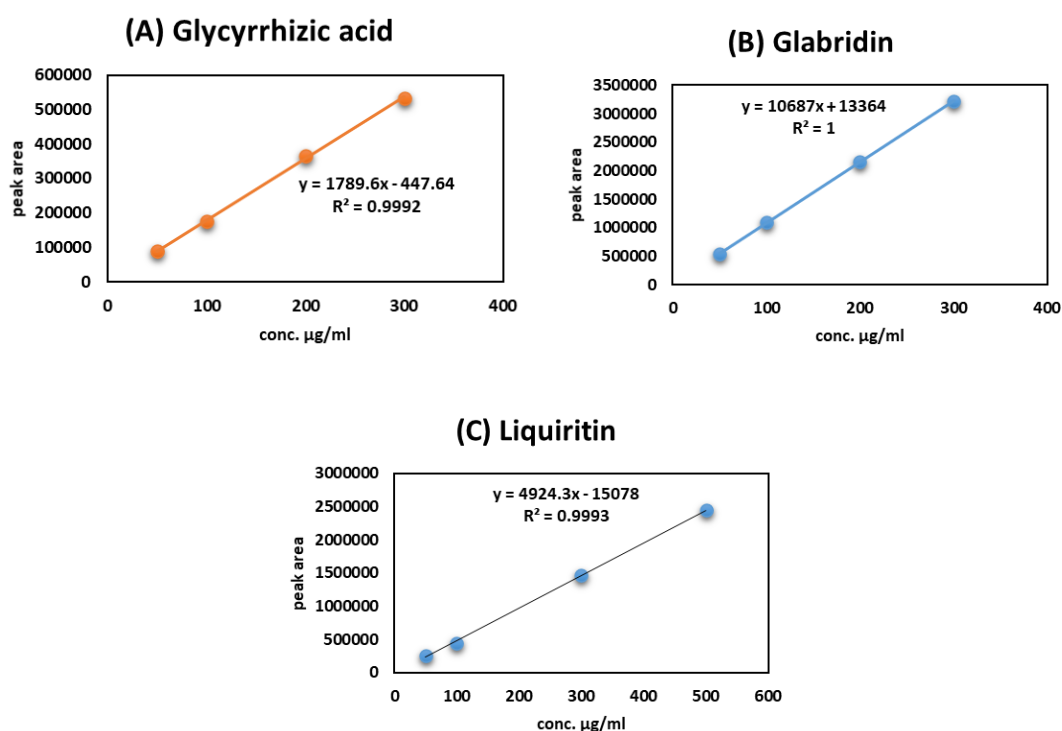 (A) Glycyrrhizic acid
600000
500000
400000
300000
200000
100000
0
peak area
y = 1789.6x - 447.64
R² = 0.9992
0 100 200 300 400
conc. µg/ml
(B) Glabridin
3500000
3000000
2500000
2000000
1500000
1000000
500000
0
peak area
y = 10687x + 13364
R² = 1
0 100 200 300 400
conc. µg/ml
(C) Liquiritin
3000000
2500000
2000000
1500000
1000000
500000
0
peak area
y = 4924.3x - 15078
R² = 0.9993
0 100 200 300 400 500 600
conc. µg/ml